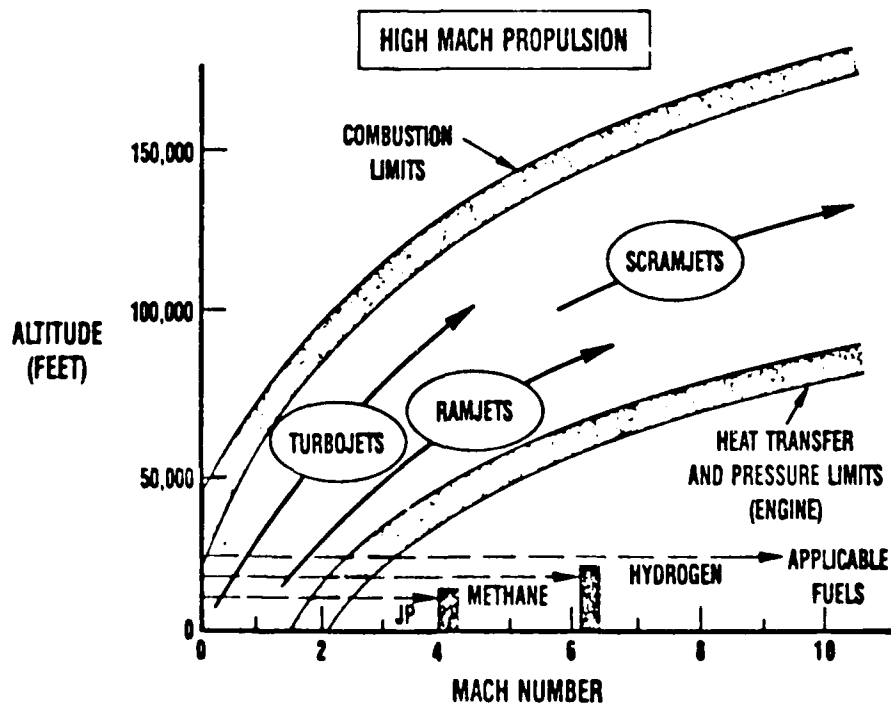 HIGH MACH PROPULSION
150,000
100,000
50,000
0
ALTITUDE
(FEET)
COMBUSTION
LIMITS
SCRAMJETS
RAMJETS
TURBOJETS
HEAT TRANSFER
AND PRESSURE LIMITS
(ENGINE)
APPLICABLE
FUELS
HYDROGEN
METHANE
JP
0
2
4
6
8
10
MACH NUMBER